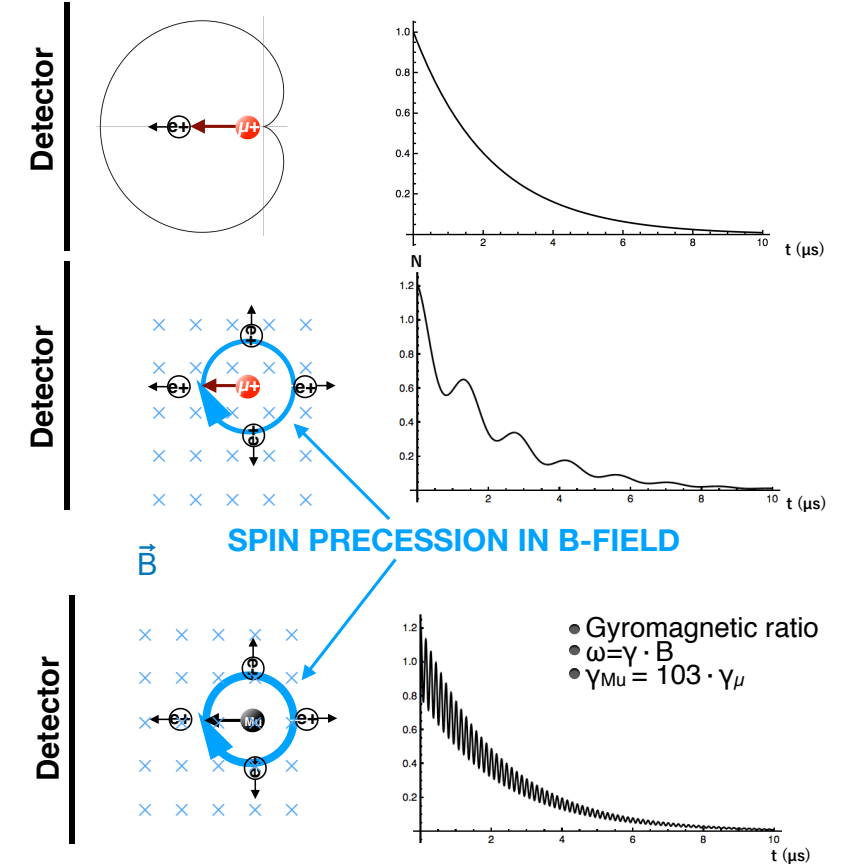 Detector
e+
μ+
1.0
0.8
0.6
0.4
0.2
2 4 6 8 10
t (μs)
Detector
e+
e+
μ+
e+
e+
N
1.2
1.0
0.8
0.6
0.4
0.2
2 4 6 8 10
t (μs)
SPIN PRECESSION IN B-FIELD
B⃗
Detector
e+
e+
Mu
e+
e+
1.2
1.0
0.8
0.6
0.4
0.2
2 4 6 8 10
t (μs)
● Gyromagnetic ratio
● ω=γ · B
● γMu = 103 · γμ